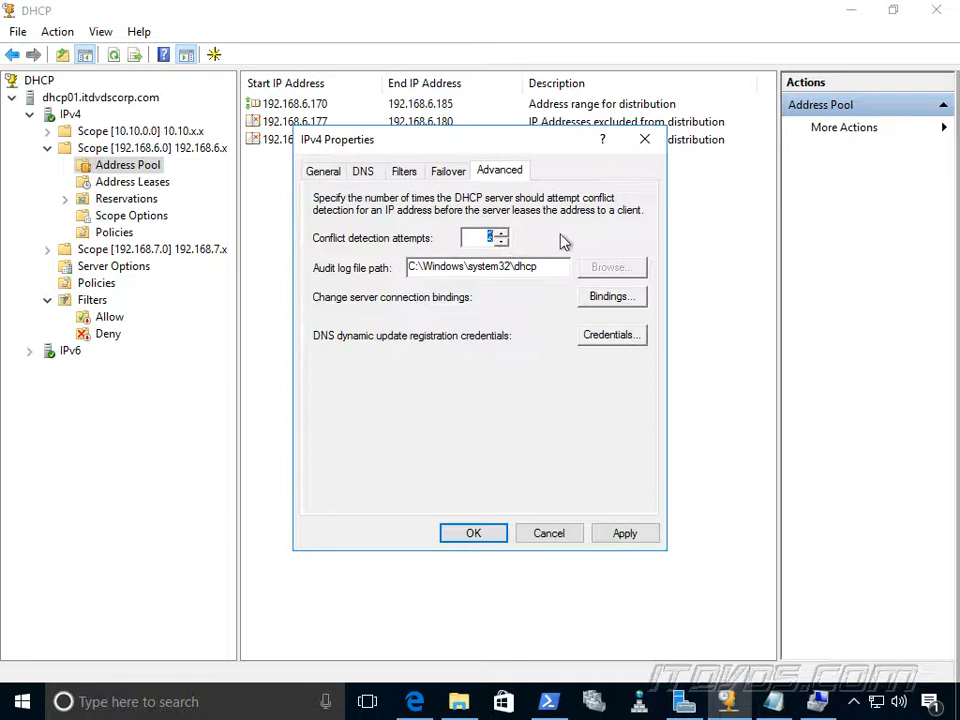 DHCP
File Action View Help
DHCP
dhcp01.itdvdscorp.com
IPv4
Scope [10.10.0.0] 10.10.x.x
Scope [192.168.6.0] 192.168.6.x
Address Pool
Address Leases
Reservations
Scope Options
Policies
Scope [192.168.7.0] 192.168.7.x
Server Options
Policies
Filters
Allow
Deny
IPv6
Start IP Address End IP Address Description
192.168.6.170 192.168.6.185 Address range for distribution
192.168.6.177 192.168.6.180 IP Addresses excluded from distribution
IPv4 Properties
General DNS Filters Failover Advanced
Specify the number of times the DHCP server should attempt conflict
detection for an IP address before the server leases the address to a client.
Conflict detection attempts:
Audit log file path: C:\Windows\system32\dhcp Browse...
Change server connection bindings: Bindings...
DNS dynamic update registration credentials: Credentials...
OK Cancel Apply
Actions
Address Pool
More Actions
ITDVDS.COM
Type here to search
1